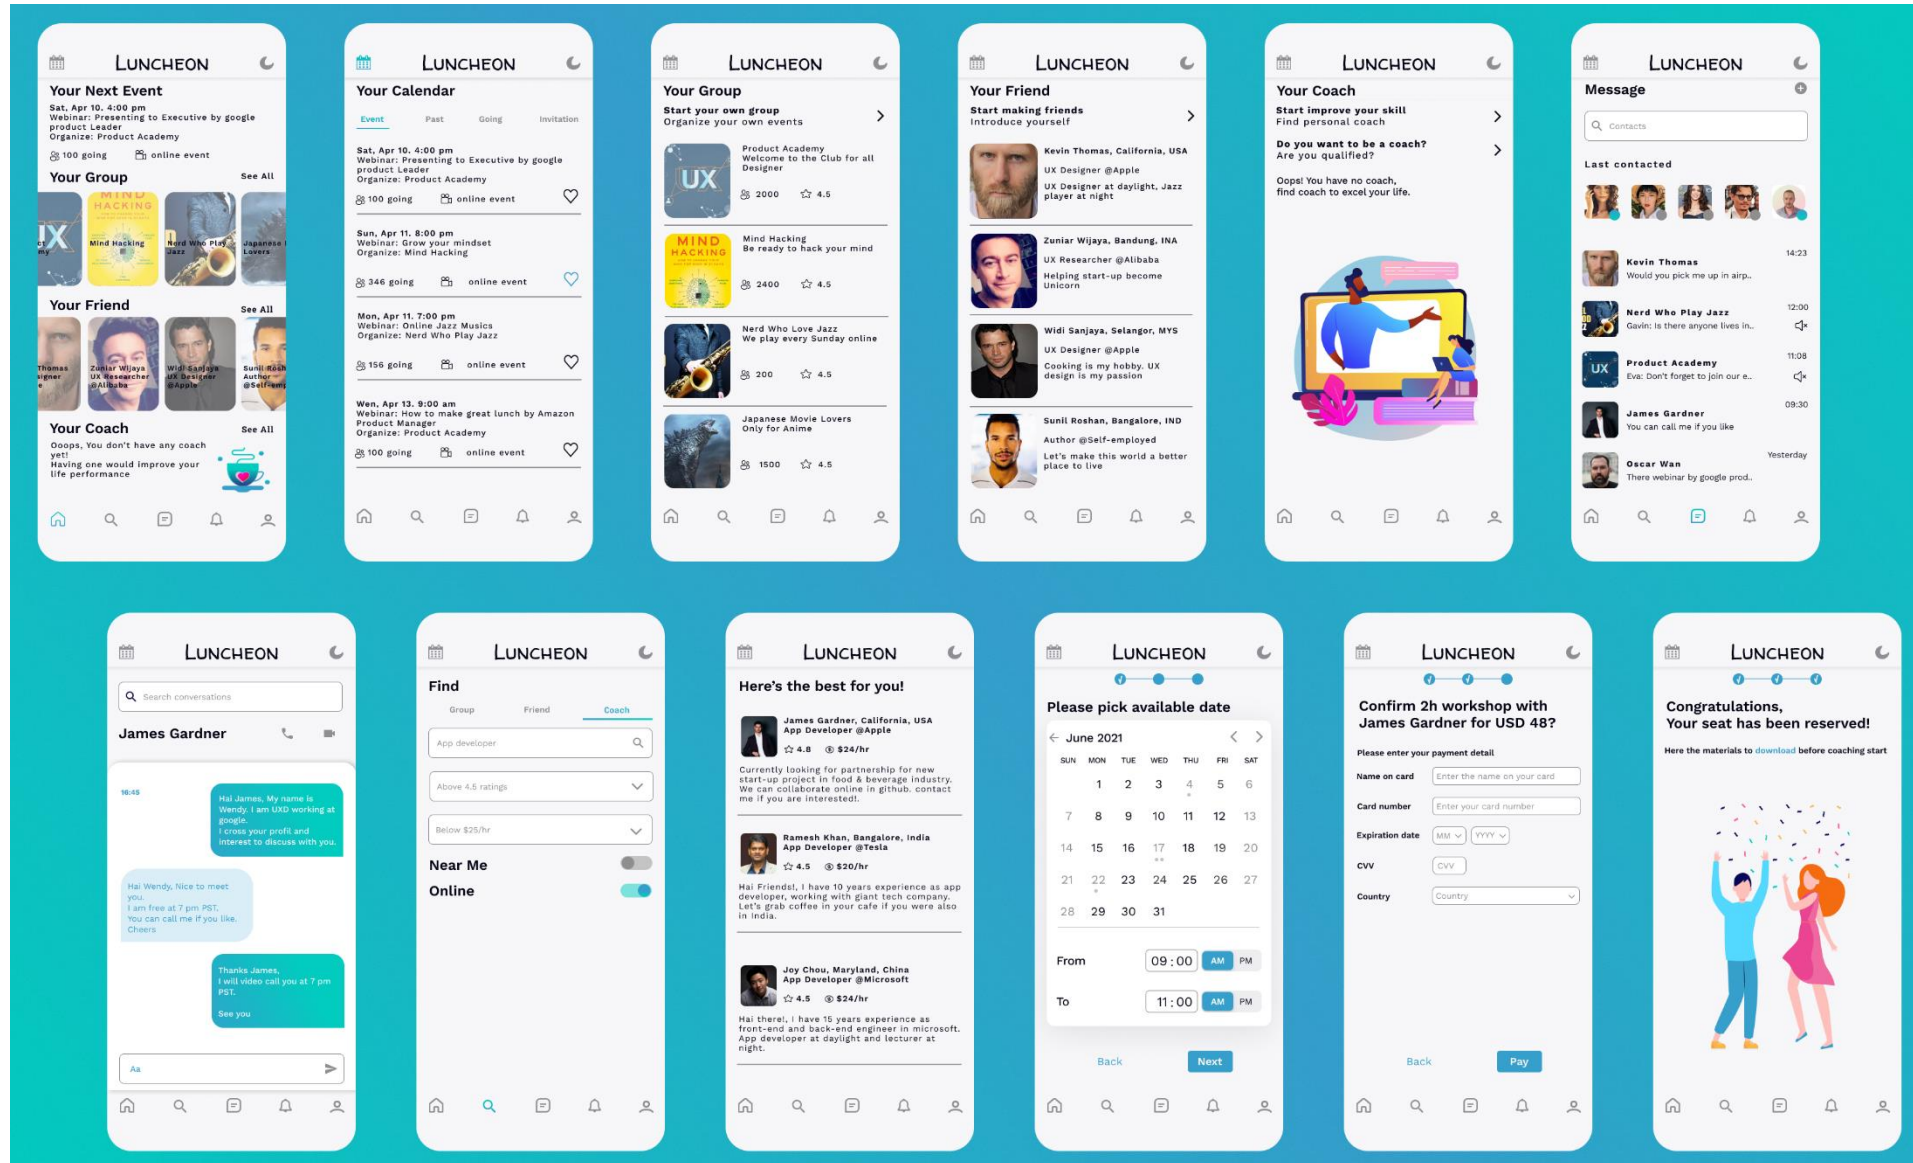 LUNCHEON
Your Next Event
Sat, Apr 10. 4:00 pm
Webinar: Presenting to Executive by google
product Leader
Organize: Product Academy
100 going online event
Your Group See All
MIND
HACKING
Mind Hacking
Nerd Who Play
Jazz
Japanese
Lovers
Your Friend See All
Thomas
Zuniar Wijaya
UX Researcher
@Alibaba
Widi Sanjaya
UX Designer
@Apple
Your Coach See All
Ooops, You don't have any coach
yet!
Having one would improve your
life performance
LUNCHEON
Your Calendar
Event Past Going Invitation
Sat, Apr 10. 4:00 pm
Webinar: Presenting to Executive by google
product Leader
Organize: Product Academy
100 going online event
Sun, Apr 11. 8:00 pm
Webinar: Grow your mindset
Organize: Mind Hacking
346 going online event
Mon, Apr 11. 7:00 pm
Webinar: Online Jazz Musics
Organize: Nerd Who Play Jazz
156 going online event
Wen, Apr 13. 9:00 am
Webinar: How to make great lunch by Amazon
Product Manager
Organize: Product Academy
100 going online event
LUNCHEON
Your Group
Start your own group
Organize your own events
UX
Product Academy
Welcome to the Club for all
Designer
2000 4.5
MIND
HACKING
Mind Hacking
Be ready to hack your mind
2400 4.5
Nerd Who Love Jazz
We play every Sunday online
200 4.5
Japanese Movie Lovers
Only for Anime
1500 4.5
LUNCHEON
Your Friend
Start making friends
Introduce yourself
Kevin Thomas, California, USA
UX Designer @Apple
UX Designer at daylight, Jazz
player at night
Zuniar Wijaya, Bandung, INA
UX Researcher @Alibaba
Helping start-up become
Unicorn
Widi Sanjaya, Selangor, MYS
UX Designer @Apple
Cooking is my hobby. UX
design is my passion
Sunil Roshan, Bangalore, IND
Author @Self-employed
Let's make this world a better
place to live
LUNCHEON
Your Coach
Start improve your skill
Find personal coach
Do you want to be a coach?
Are you qualified?
Oops! You have no coach,
find coach to excel your life.
LUNCHEON
Message
Contacts
Last contacted
Kevin Thomas 14:23
Would you pick me up in airp..
Nerd Who Play Jazz 12:00
Gavin: Is there anyone lives in..
UX
Product Academy 11:08
Eva: Don't forget to join our e..
James Gardner 09:30
You can call me if you like
Oscar Wan Yesterday
There webinar by google prod..
LUNCHEON
Search conversations
James Gardner
16:45
Hai James, My name is
Wendy. I am UXD working at
google.
I cross your profil and
interest to discuss with you.
Hai Wendy, Nice to meet
you.
I am free at 7 pm PST.
You can call me if you like.
Cheers
Thanks James,
I will video call you at 7 pm
PST.
See you
Aa
LUNCHEON
Find
Group Friend Coach
App developer
Above 4.5 ratings
Below $25/hr
Near Me
Online
LUNCHEON
Here's the best for you!
James Gardner, California, USA
App Developer @Apple
4.8 $24/hr
Currently looking for partnership for new
start-up project in food & beverage industry.
We can collaborate online in github. contact
me if you are interested!.
Ramesh Khan, Bangalore, India
App Developer @Tesla
4.5 $20/hr
Hai Friends!, I have 10 years experience as app
developer, working with giant tech company.
Let's grab coffee in your cafe if you were also
in India.
Joy Chou, Maryland, China
App Developer @Microsoft
4.5 $24/hr
Hai there!, I have 15 years experience as
front-end and back-end engineer in microsoft.
App developer at daylight and lecturer at
night.
LUNCHEON
Please pick available date
June 2021
SUN MON TUE WED THU FRI SAT
1 2 3 4 5 6
7 8 9 10 11 12 13
14 15 16 17 18 19 20
21 22 23 24 25 26 27
28 29 30 31
From 09 : 00 AM PM
To 11 : 00 AM PM
Back Next
LUNCHEON
Confirm 2h workshop with
James Gardner for USD 48?
Please enter your payment detail
Name on card Enter the name on your card
Card number Enter your card number
Expiration date MM YYYY
CVV CVV
Country Country
Back Pay
LUNCHEON
Congratulations,
Your seat has been reserved!
Here the materials to download before coaching start